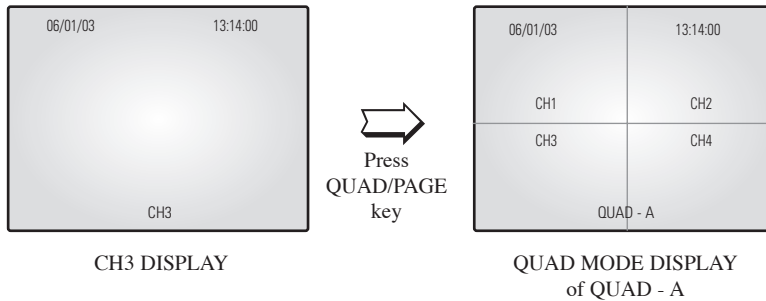 06/01/03 13:14:00
CH3
CH3 DISPLAY
Press
QUAD/PAGE
key
06/01/03 13:14:00
CH1 CH2
CH3 CH4
QUAD - A
QUAD MODE DISPLAY
of QUAD - A